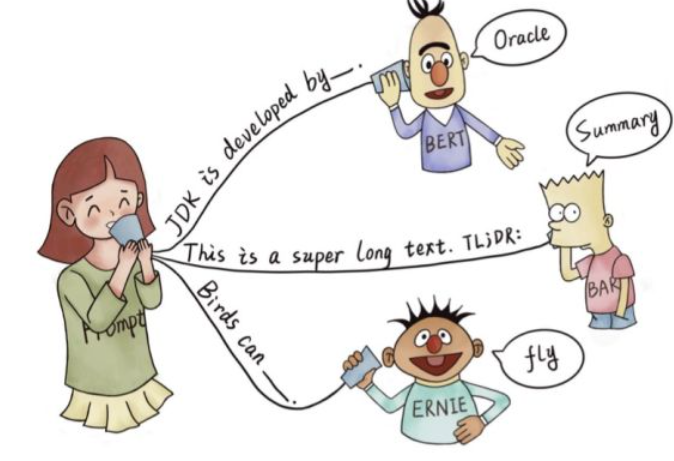 Oracle
JDK is developed by—.
BERT
Summary
This is a super long text. TL;DR:
BAR
Prompt
Birds can —.
fly
ERNIE